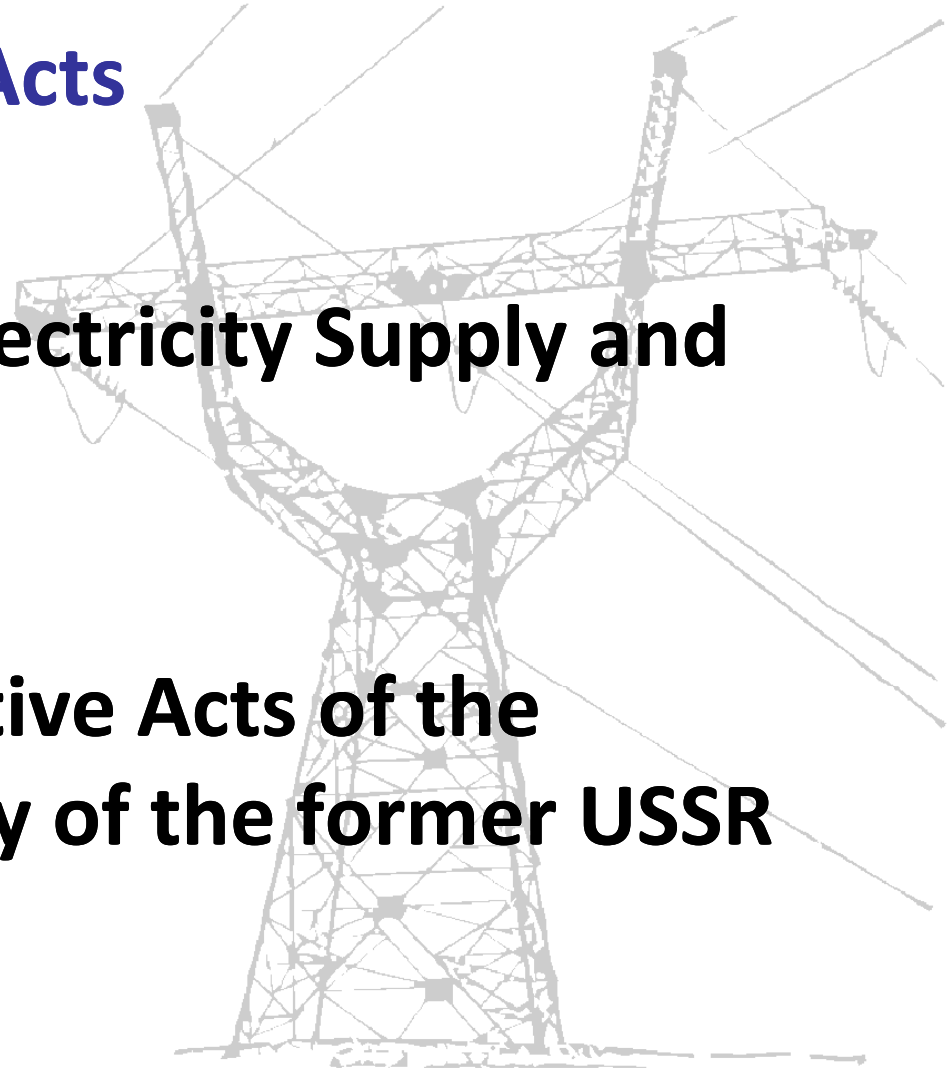 Acts
ectricity Supply and
tive Acts of the
y of the former USSR